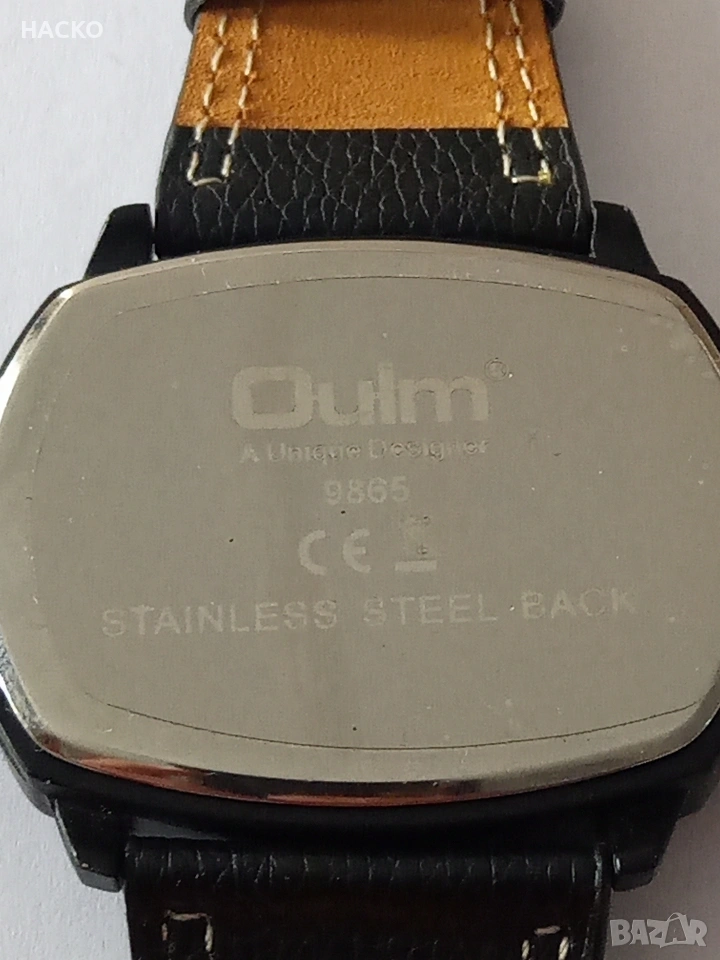 HACKO
Oulm®
A Unique Designer
9865
CE
STAINLESS STEEL BACK
BAZAR